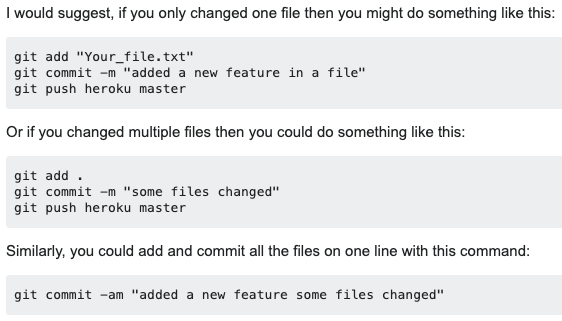 I would suggest, if you only changed one file then you might do something like this:
git add "Your_file.txt"
git commit –m "added a new feature in a file"
git push heroku master
Or if you changed multiple files then you could do something like this:
git add .
git commit –m "some files changed"
git push heroku master
Similarly, you could add and commit all the files on one line with this command:
git commit –am "added a new feature some files changed"